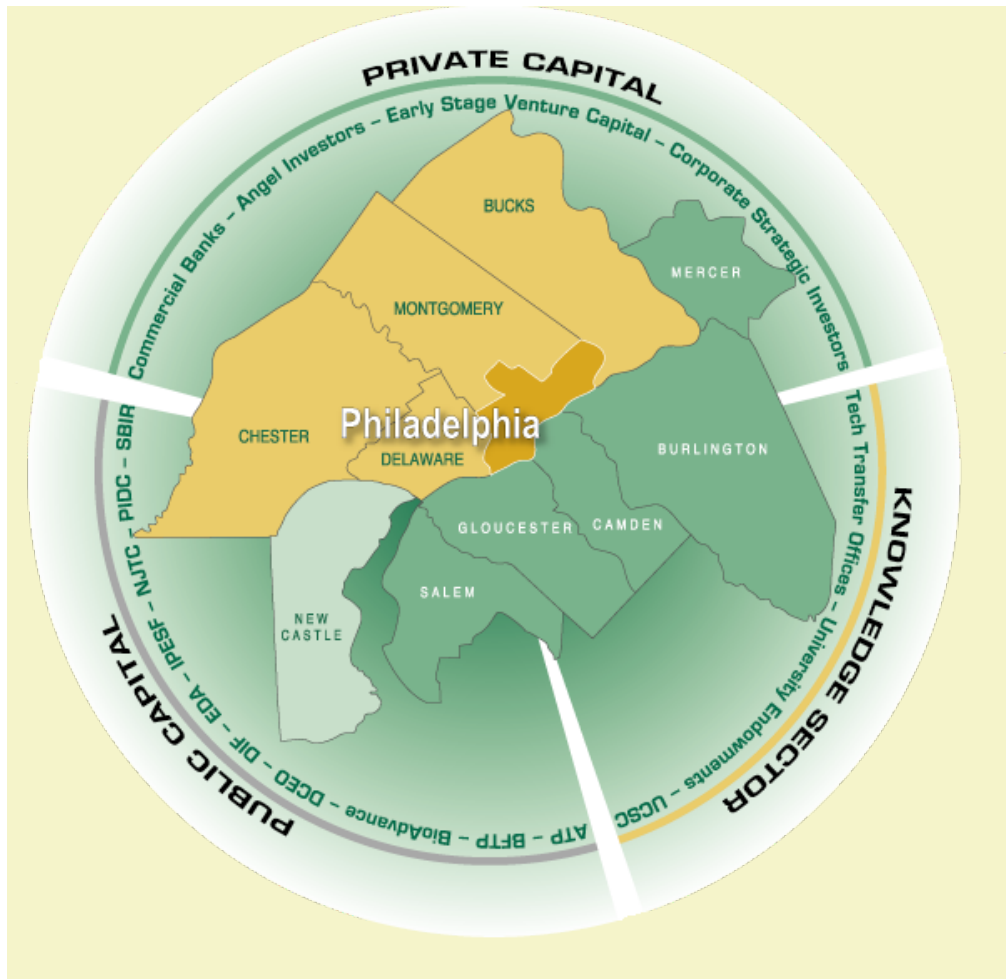 PRIVATE CAPITAL
Commercial Banks – Angel Investors – Early Stage Venture Capital – Corporate Strategic Investors
BUCKS
MERCER
MONTGOMERY
Philadelphia
CHESTER
DELAWARE
BURLINGTON
GLOUCESTER
CAMDEN
SALEM
NEW
CASTLE
KNOWLEDGE SECTOR
Tech Transfer Offices – University Endowments – UCSC
PUBLIC CAPITAL
ATP – BFTP – BioAdvance – DCEO – DIF – EDA – IPESF – NJTC – PIDC – SBIR